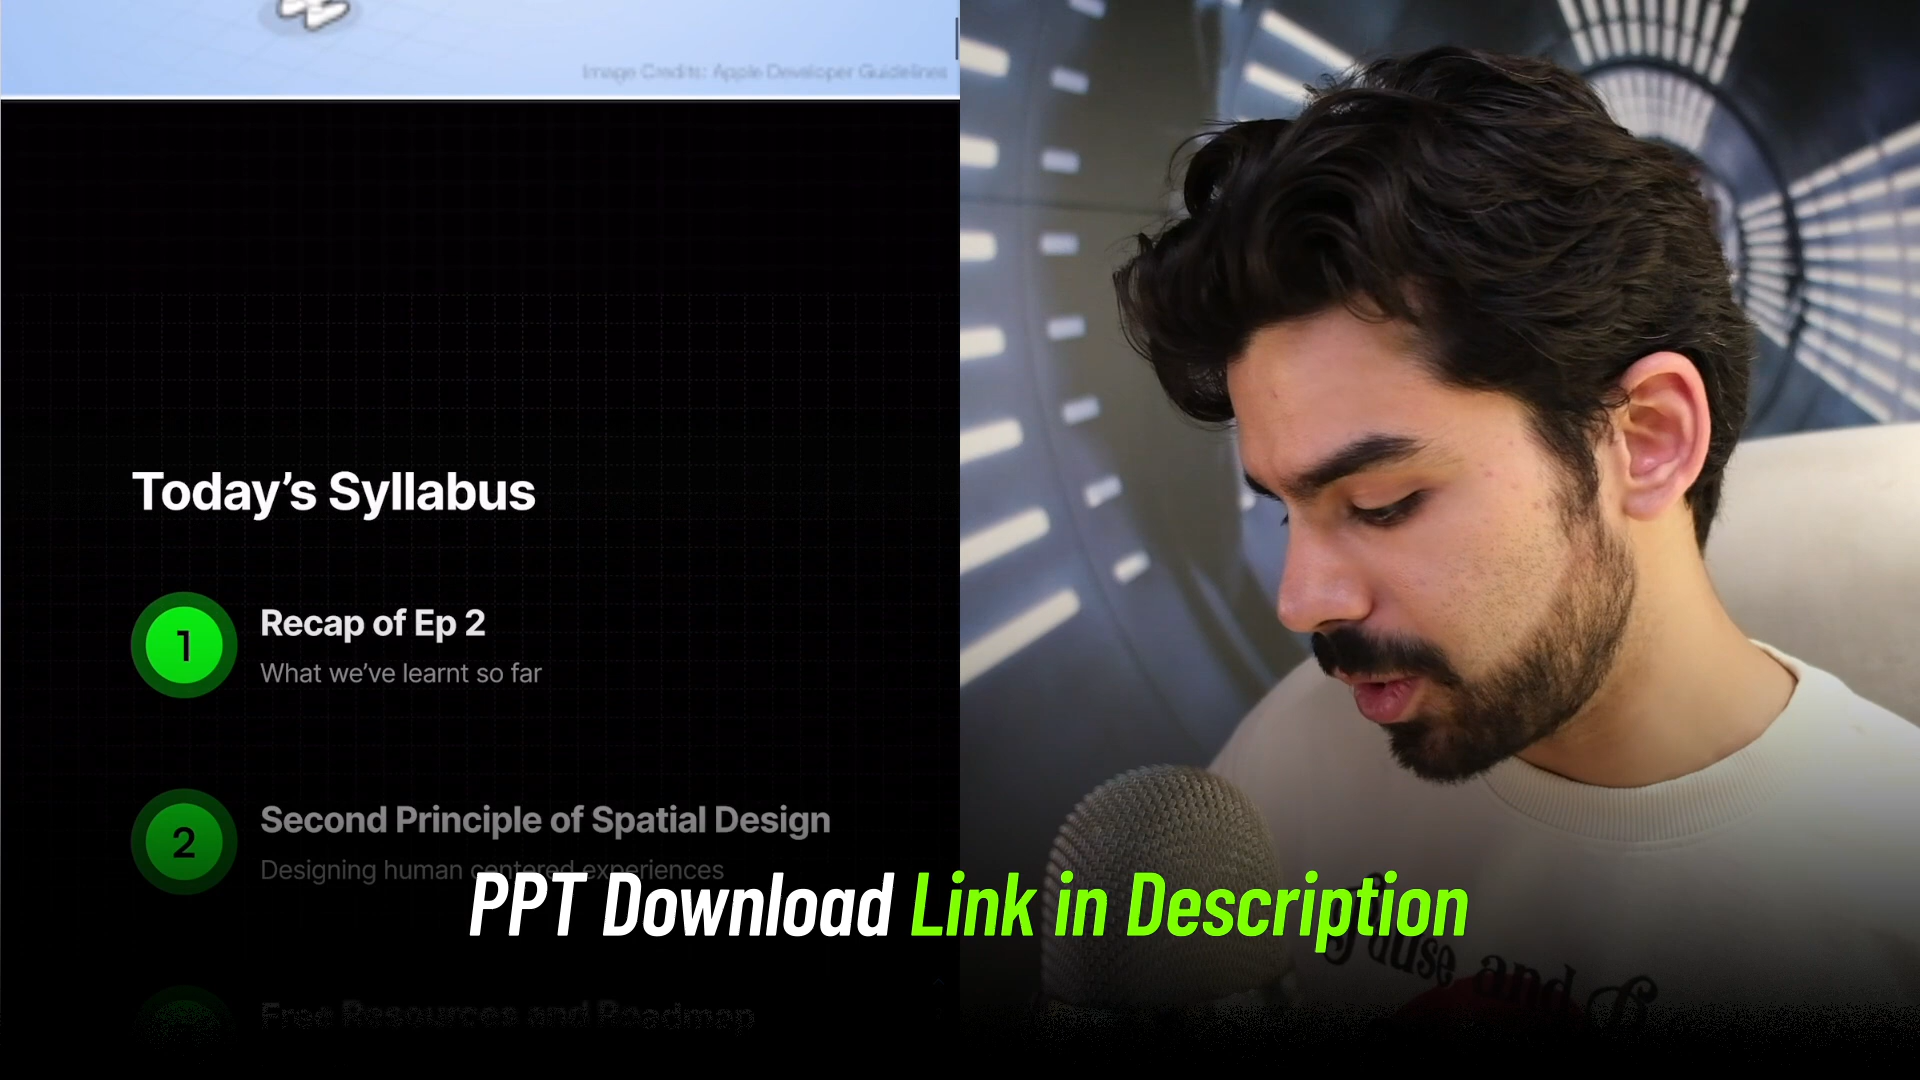 Image Credits: Apple Developer Guidelines
Today’s Syllabus
1
Recap of Ep 2
What we’ve learnt so far
2
Second Principle of Spatial Design
Designing human centered experiences
PPT Download Link in Description
Free Resources and Roadmap
and